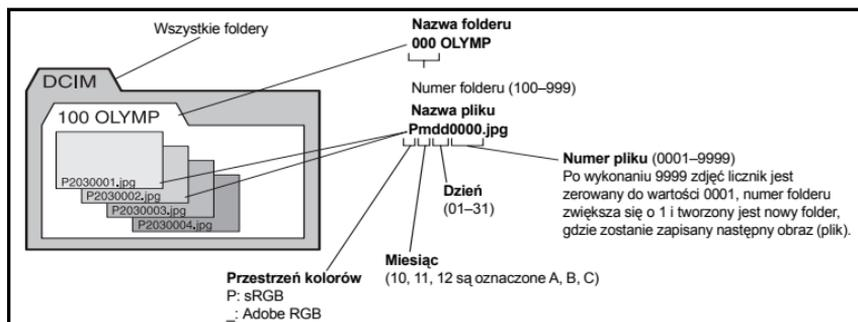 Wszystkie foldery
DCIM
100 OLYMP
P2030001.jpg
P2030002.jpg
P2030003.jpg
P2030004.jpg
Nazwa folderu
000 OLYMP
Numer folderu (100–999)
Nazwa pliku
Pmdd0000.jpg
Numer pliku (0001–9999)
Po wykonaniu 9999 zdjęć licznik jest
zerowany do wartości 0001, numer folderu
zwiększa się o 1 i tworzony jest nowy folder,
gdzie zostanie zapisany następny obraz (plik).
Dzień
(01–31)
Miesiąc
(10, 11, 12 są oznaczone A, B, C)
Przestrzeń kolorów
P: sRGB
_: Adobe RGB